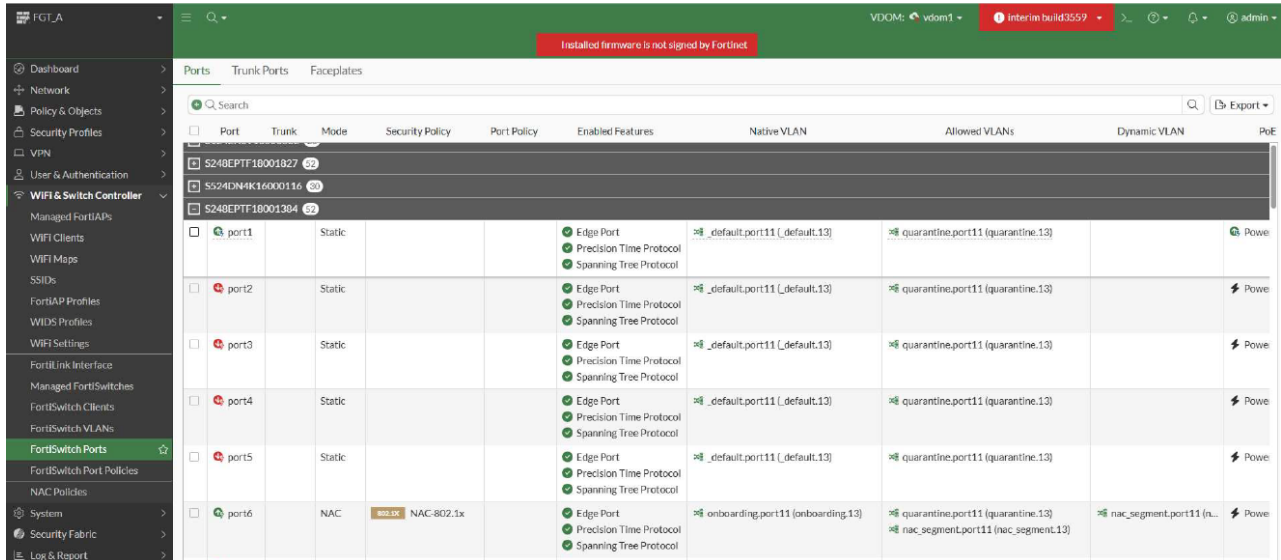 FGT_A
VDOM: vdom1
interim build3559
>_
admin
Installed firmware is not signed by Fortinet
Dashboard
Network
Policy & Objects
Security Profiles
VPN
User & Authentication
WiFi & Switch Controller
Managed FortiAPs
WiFi Clients
WiFi Maps
SSIDs
FortiAP Profiles
WIDS Profiles
WiFi Settings
FortiLink Interface
Managed FortiSwitches
FortiSwitch Clients
FortiSwitch VLANs
FortiSwitch Ports
FortiSwitch Port Policies
NAC Policies
System
Security Fabric
Log & Report
Ports Trunk Ports Faceplates
Search
Export
Port Trunk Mode Security Policy Port Policy Enabled Features Native VLAN Allowed VLANs Dynamic VLAN PoE
S248EPTF18001827 52
S524DN4K16000116 30
S248EPTF18001384 52
port1 Static Edge Port _default.port11 (_default.13) quarantine.port11 (quarantine.13) Powe
Precision Time Protocol
Spanning Tree Protocol
port2 Static Edge Port _default.port11 (_default.13) quarantine.port11 (quarantine.13) Powe
Precision Time Protocol
Spanning Tree Protocol
port3 Static Edge Port _default.port11 (_default.13) quarantine.port11 (quarantine.13) Powe
Precision Time Protocol
Spanning Tree Protocol
port4 Static Edge Port _default.port11 (_default.13) quarantine.port11 (quarantine.13) Powe
Precision Time Protocol
Spanning Tree Protocol
port5 Static Edge Port _default.port11 (_default.13) quarantine.port11 (quarantine.13) Powe
Precision Time Protocol
Spanning Tree Protocol
port6 NAC 802.1X NAC-802.1x Edge Port onboarding.port11 (onboarding.13) quarantine.port11 (quarantine.13) nac_segment.port11 (n... Powe
Precision Time Protocol nac_segment.port11 (nac_segment.13)
Spanning Tree Protocol